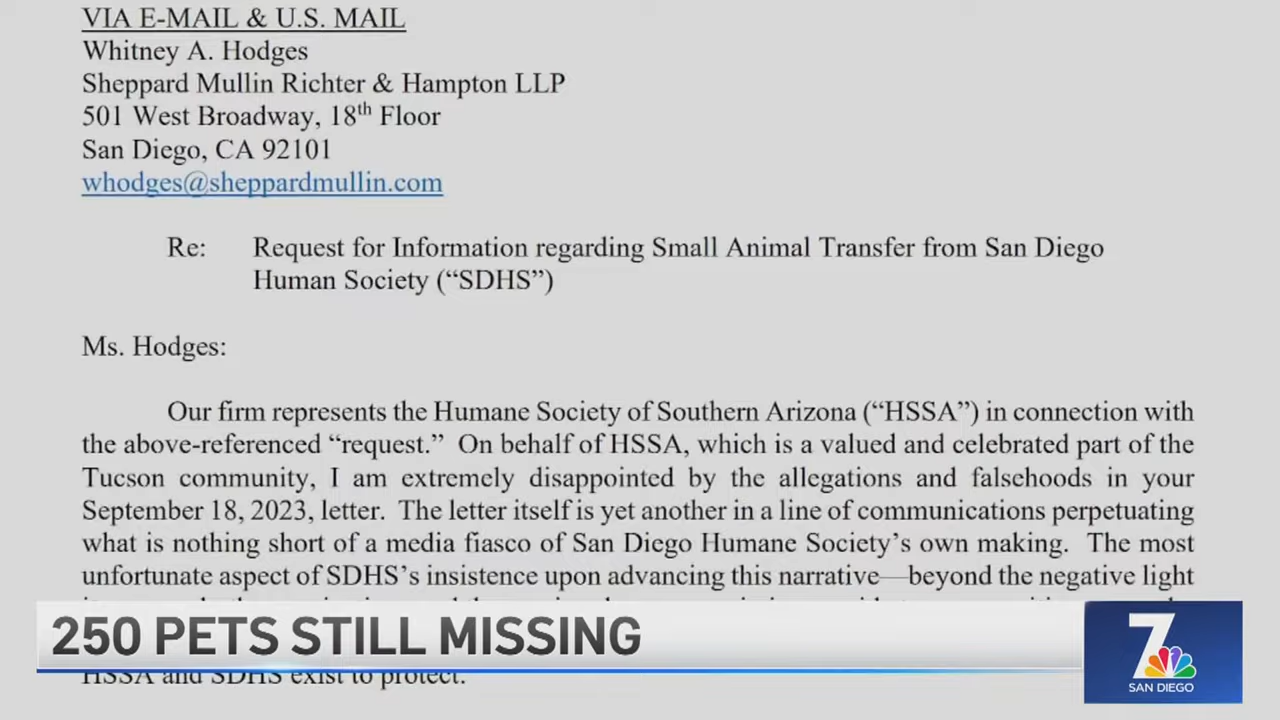 VIA E-MAIL & U.S. MAIL
Whitney A. Hodges
Sheppard Mullin Richter & Hampton LLP
501 West Broadway, 18th Floor
San Diego, CA 92101
whodges@sheppardmullin.com
Re: Request for Information regarding Small Animal Transfer from San Diego
Human Society (“SDHS”)
Ms. Hodges:
Our firm represents the Humane Society of Southern Arizona (“HSSA”) in connection with
the above-referenced “request.” On behalf of HSSA, which is a valued and celebrated part of the
Tucson community, I am extremely disappointed by the allegations and falsehoods in your
September 18, 2023, letter. The letter itself is yet another in a line of communications perpetuating
what is nothing short of a media fiasco of San Diego Humane Society’s own making. The most
unfortunate aspect of SDHS’s insistence upon advancing this narrative—beyond the negative light
HSSA and SDHS exist to protect.
250 PETS STILL MISSING
7
SAN DIEGO